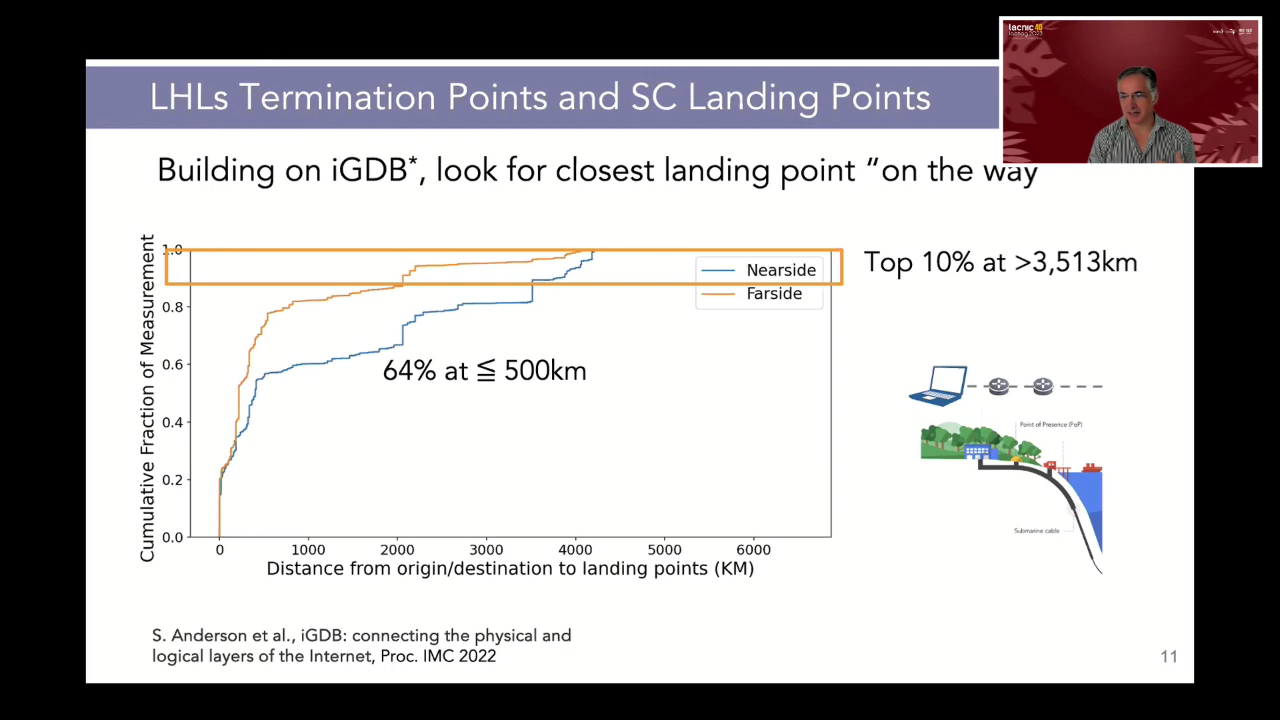 LHLs Termination Points and SC Landing Points
lacnic 40
lacnog 2023
Building on iGDB*, look for closest landing point “on the way
Cumulative Fraction of Measurement
1.0
0.8
0.6
0.4
0.2
0.0
Nearside
Farside
64% at ≦ 500km
0 1000 2000 3000 4000 5000 6000
Distance from origin/destination to landing points (KM)
Top 10% at >3,513km
Point of Presence (PoP)
Submarine cable
S. Anderson et al., iGDB: connecting the physical and
logical layers of the Internet, Proc. IMC 2022
11